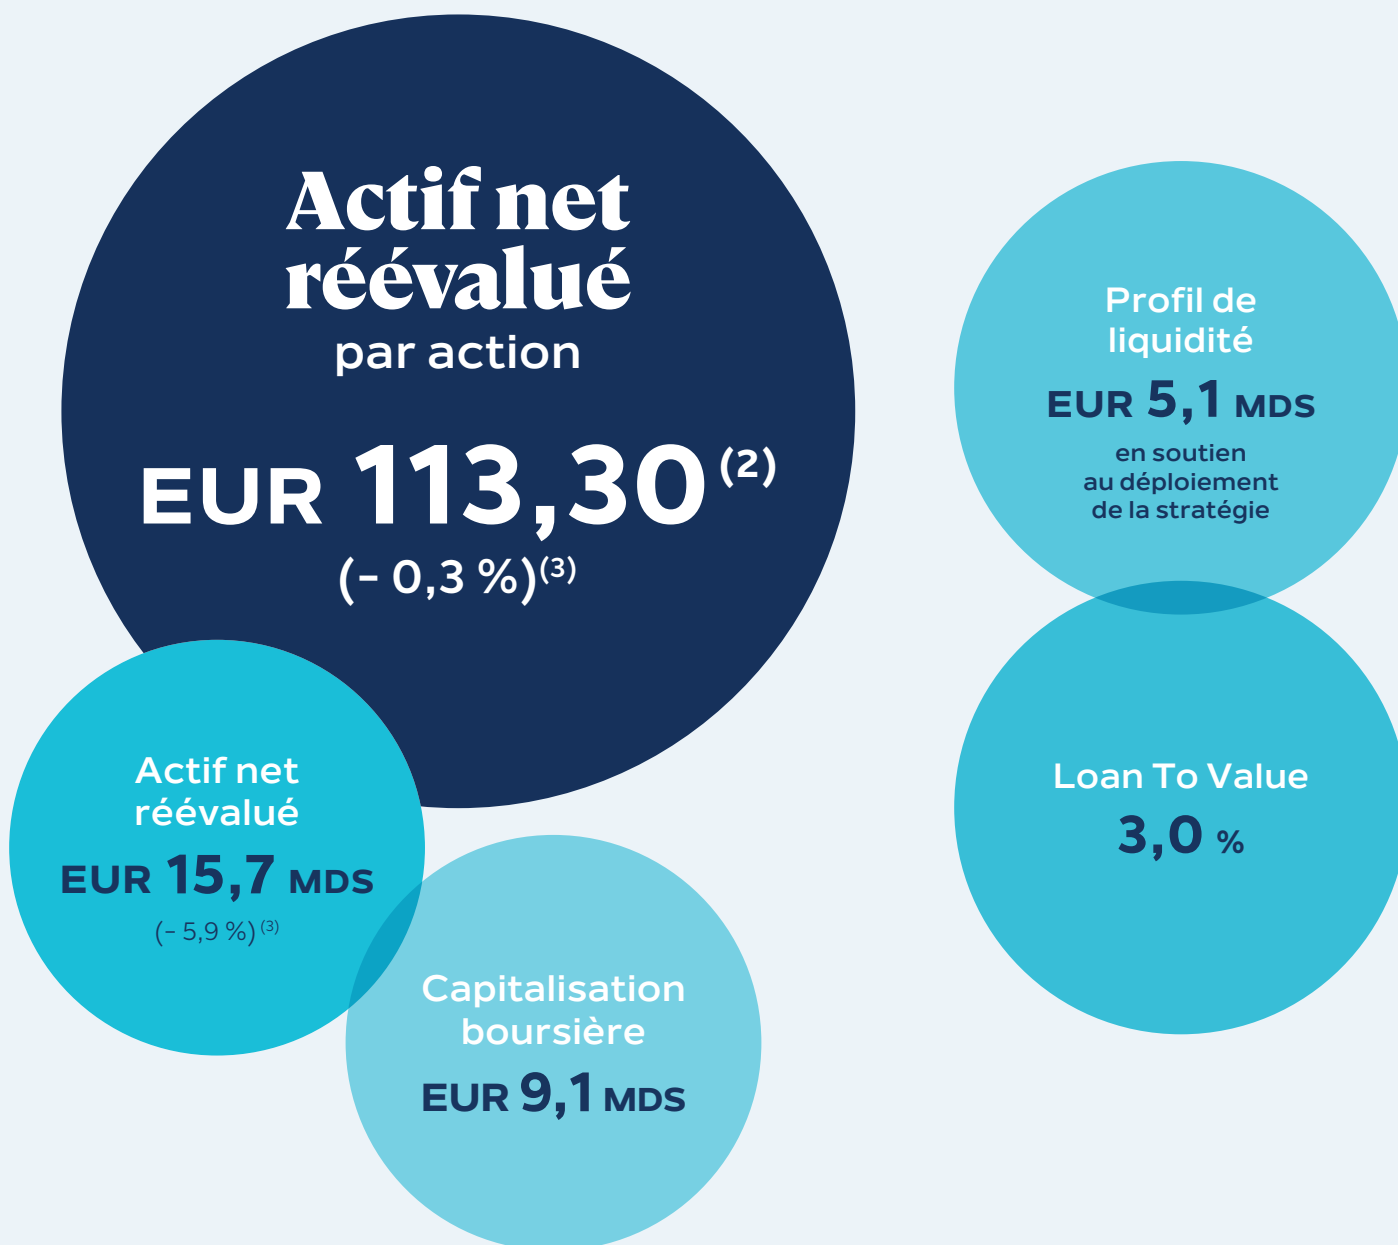 Actif net
réévalué
par action
EUR 113,30 (2)
(- 0,3 %)(3)
Actif net
réévalué
EUR 15,7 MDS
(- 5,9 %) (3)
Capitalisation
boursière
EUR 9,1 MDS
Profil de
liquidité
EUR 5,1 MDS
en soutien
au déploiement
de la stratégie
Loan To Value
3,0 %